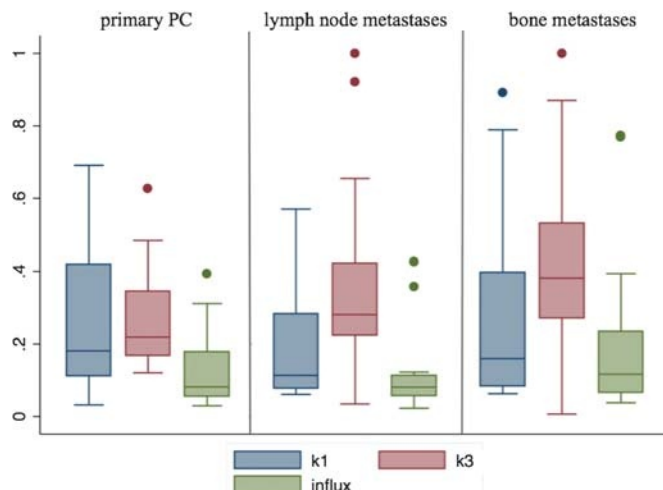 primary PC lymph node metastases bone metastases
1
.8
.6
.4
.2
0
k1 k3
influx